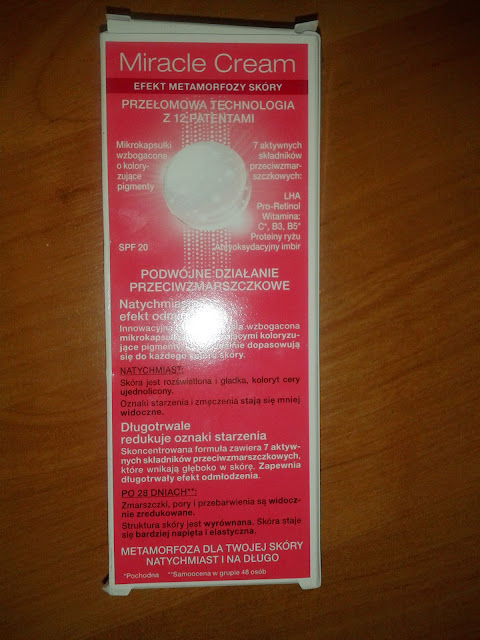 Miracle Cream
EFEKT METAMORFOZY SKÓRY
PRZEŁOMOWA TECHNOLOGIA
Z 12 PATENTAMI
Mikrokapsułki
wzbogacone
o kolory-
zujące
pigmenty
SPF 20
7 aktywnych
składników
przeciwzmar-
szczkowych:
LHA
Pro-Retinol
Witamina:
C*, B3, B5*
Proteiny ryżu
Antyoksydacyjny imbir
PODWÓJNE DZIAŁANIE
PRZECIWZMARSZCZKOWE
efekt
Innowacyjna wzbogacona
mikrokapsułki koloryzu-
jące pigmenty dopasowują
się do każdego skóry.
NATYCHMIAST:
Skóra jest rozświetlona i gładka, koloryt cery
ujednolicony.
Oznaki starzenia i zmęczenia stają się mniej
widoczne.
Długotrwale
redukuje oznaki starzenia
Skoncentrowana formuła zawiera 7 aktyw-
nych składników przeciwzmarszczkowych,
które wnikają głęboko w skórę. Zapewnia
długotrwały efekt odmłodzenia.
PO 28 DNIACH**:
Zmarszczki, pory i przebarwienia są widocz-
nie zredukowane.
Struktura skóry jest wyrównana. Skóra staje
się bardziej napięta i elastyczna.
METAMORFOZA DLA TWOJEJ SKÓRY
NATYCHMIAST I NA DŁUGO
*Pochodna **Samoocena w grupie 48 osób